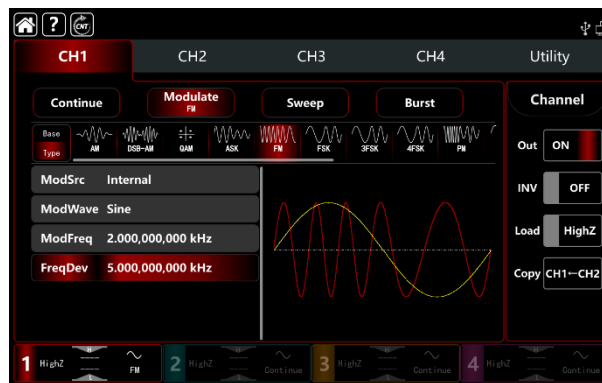 ? CNT
CH1 CH2 CH3 CH4 Utility
Continue Modulate Sweep Burst Channel
FM
Base
Type AM DSB-AM QAM ASK FM FSK 3FSK 4FSK PM
Out ON
ModSrc Internal
INV OFF
ModWave Sine
ModFreq 2.000,000,000 kHz
Load HighZ
FreqDev 5.000,000,000 kHz
Copy CH1←CH2
1 HighZ H FM 2 HighZ Continue 3 HighZ H Continue 4 HighZ Continue